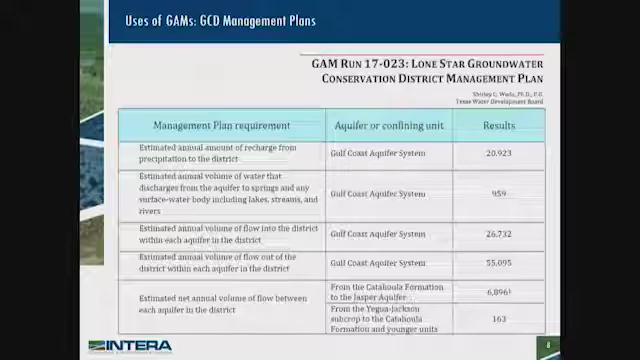 Uses of GAMs: GCD Management Plans
GAM RUN 17-023: LONE STAR GROUNDWATER
CONSERVATION DISTRICT MANAGEMENT PLAN
Shirley C. Wade, Ph.D., P.G.
Texas Water Development Board
Management Plan requirement Aquifer or confining unit Results
Estimated annual amount of recharge from
precipitation to the district
Gulf Coast Aquifer System 20,923
Estimated annual volume of water that
discharges from the aquifer to springs and any
surface-water body including lakes, streams, and
rivers
Gulf Coast Aquifer System 959
Estimated annual volume of flow into the district
within each aquifer in the district
Gulf Coast Aquifer System 26,732
Estimated annual volume of flow out of the
district within each aquifer in the district
Gulf Coast Aquifer System 55,095
Estimated net annual volume of flow between
each aquifer in the district
From the Catahoula Formation
to the Jasper Aquifer
6,896¹
From the Yegua-Jackson
subcrop to the Catahoula
Formation and younger units
163
INTERA
8